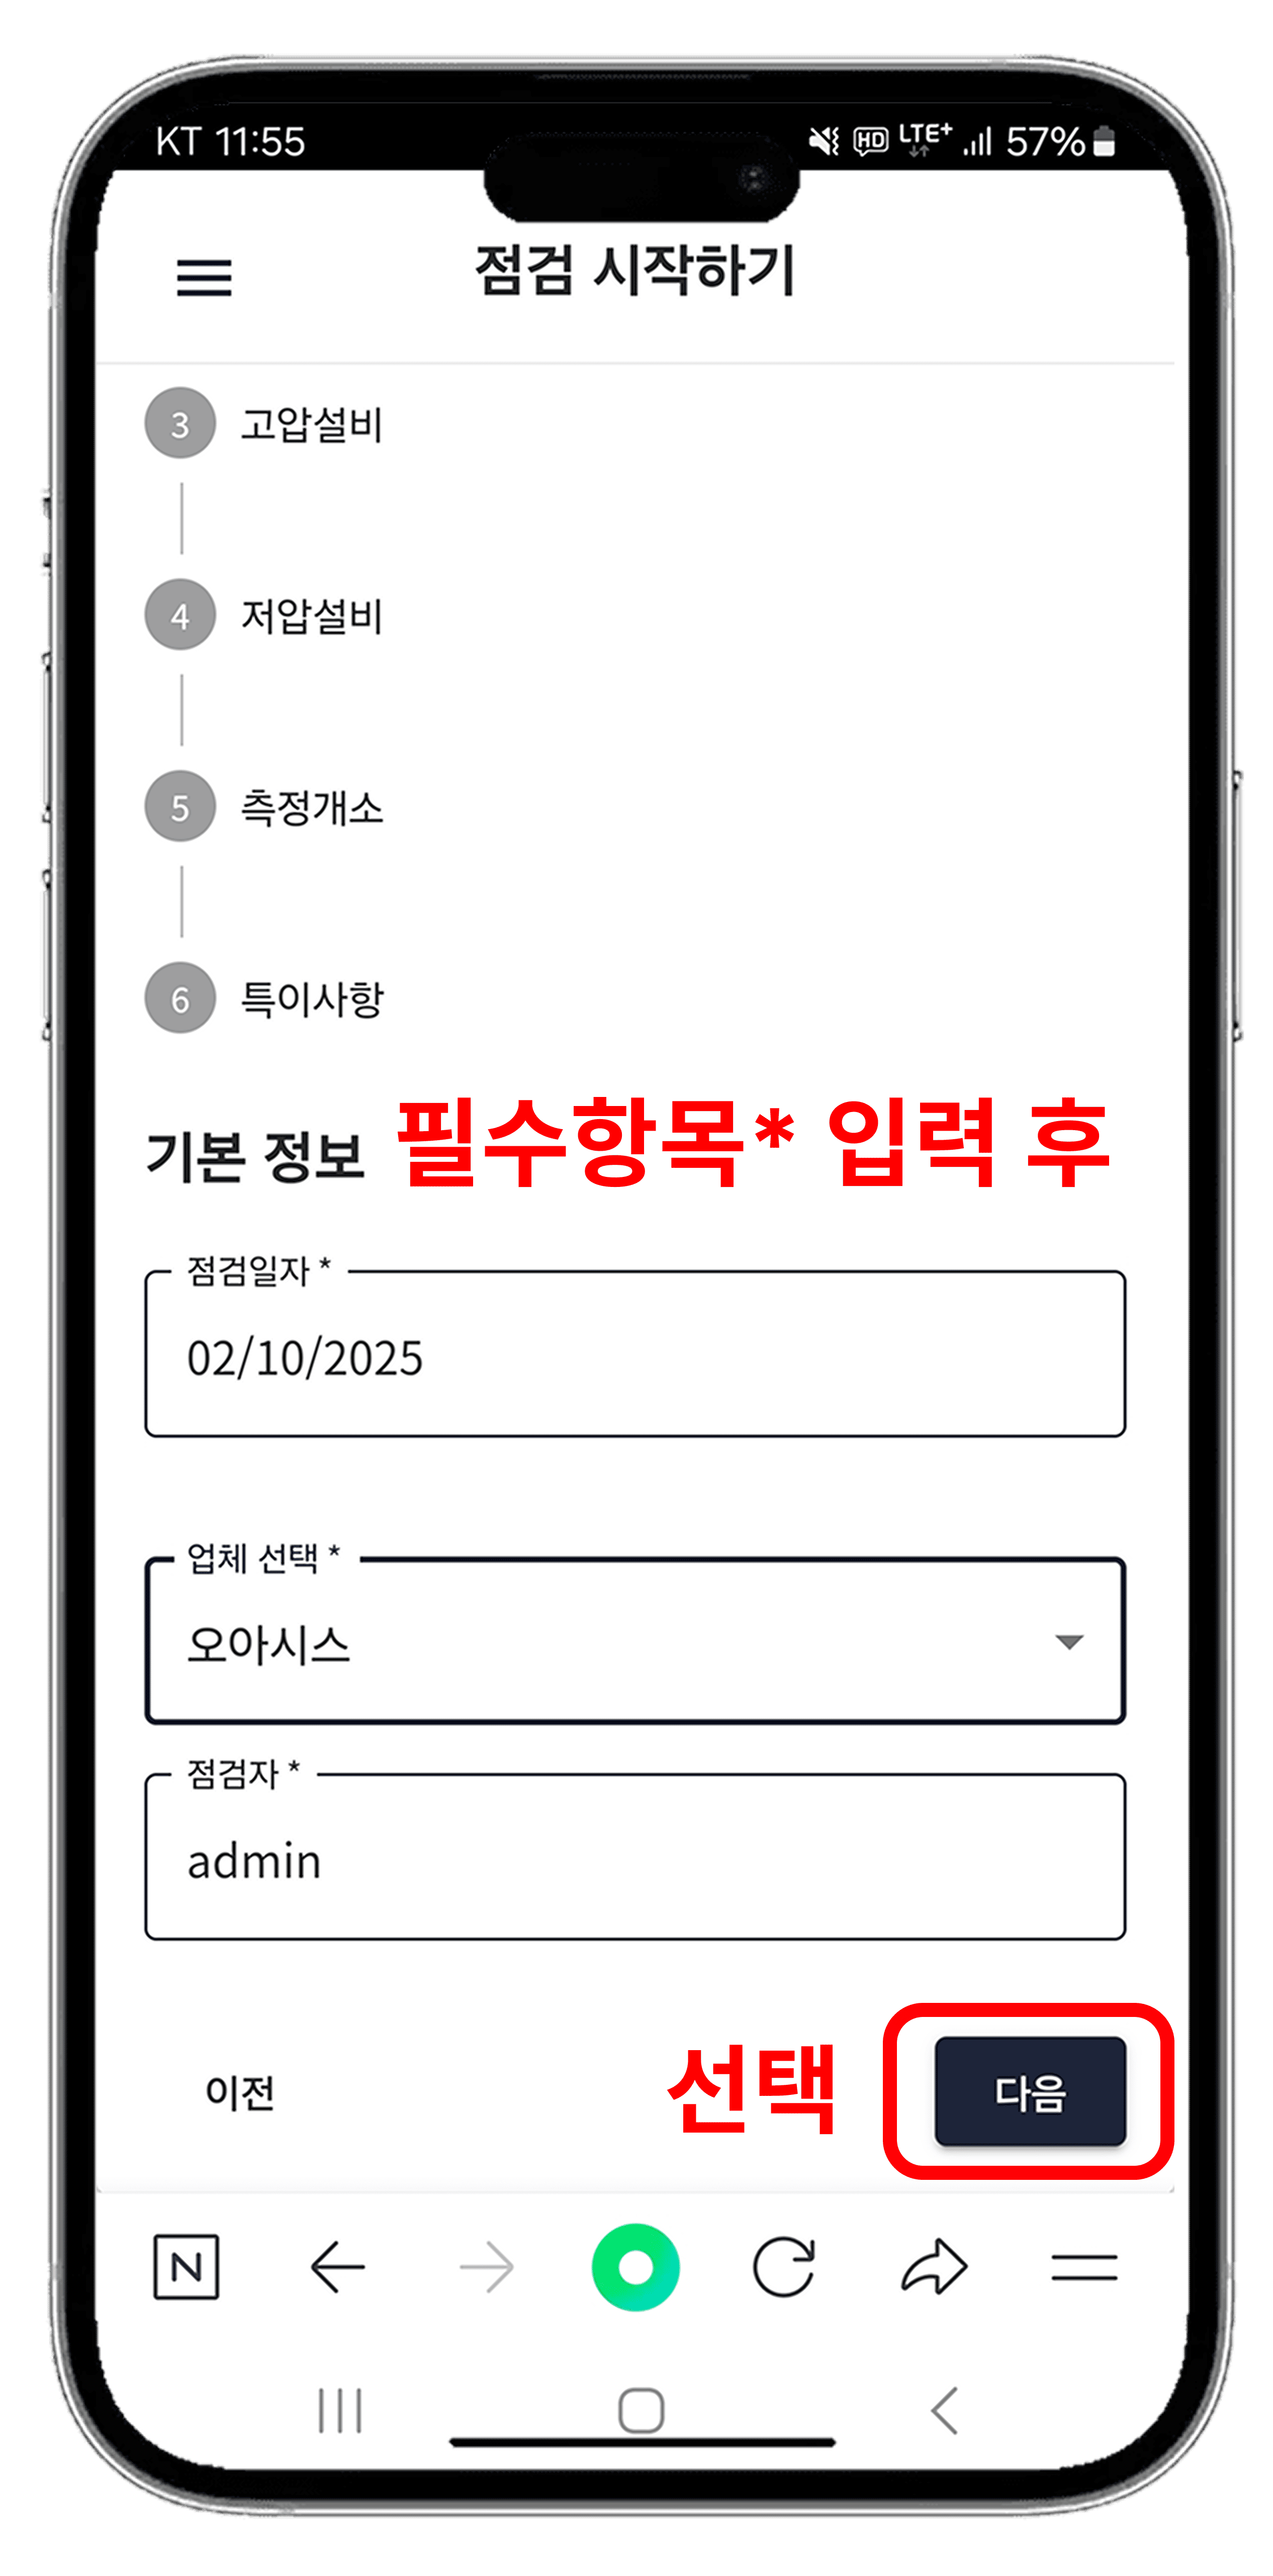 KT 11:55 HD LTE+ 57%
점검 시작하기
3 고압설비
4 저압설비
5 측정개소
6 특이사항
기본 정보 필수항목* 입력 후
점검일자 *
02/10/2025
업체 선택 *
오아시스
점검자 *
admin
이전 선택 다음
N